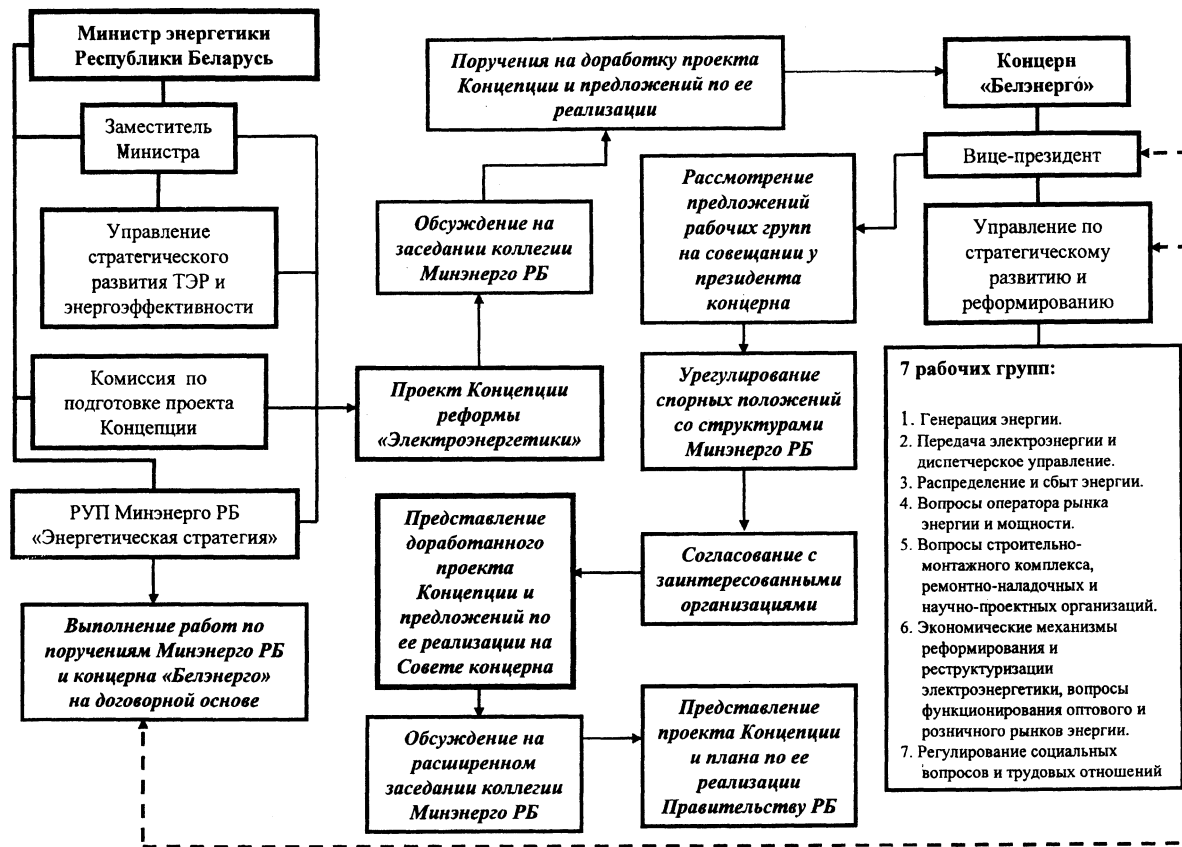 Министр энергетики
Республики Беларусь
Заместитель
Министра
Управление
стратегического
развития ТЭР и
энергоэффективности
Комиссия по
подготовке проекта
Концепции
РУП Минэнерго РБ
«Энергетическая стратегия»
Выполнение работ по
поручениям Минэнерго РБ
и концерна «Белэнерго»
на договорной основе
Проект Концепции
реформы
«Электроэнергетики»
Обсуждение на
заседании коллегии
Минэнерго РБ
Поручения на доработку проекта
Концепции и предложений по ее
реализации
Концерн
«Белэнерго»
Вице-президент
Управление по
стратегическому
развитию и
реформированию
7 рабочих групп:
1. Генерация энергии.
2. Передача электроэнергии и
диспетчерское управление.
3. Распределение и сбыт энергии.
4. Вопросы оператора рынка
энергии и мощности.
5. Вопросы строительно-
монтажного комплекса,
ремонтно-наладочных и
научно-проектных организаций.
6. Экономические механизмы
реформирования и
реструктуризации
электроэнергетики, вопросы
функционирования оптового и
розничного рынков энергии.
7. Регулирование социальных
вопросов и трудовых отношений
Рассмотрение
предложений
рабочих групп
на совещании у
президента
концерна
Урегулирование
спорных положений
со структурами
Минэнерго РБ
Согласование с
заинтересованными
организациями
Представление
доработанного
проекта
Концепции и
предложений по
ее реализации на
Совете концерна
Обсуждение на
расширенном
заседании коллегии
Минэнерго РБ
Представление
проекта Концепции
и плана по ее
реализации
Правительству РБ